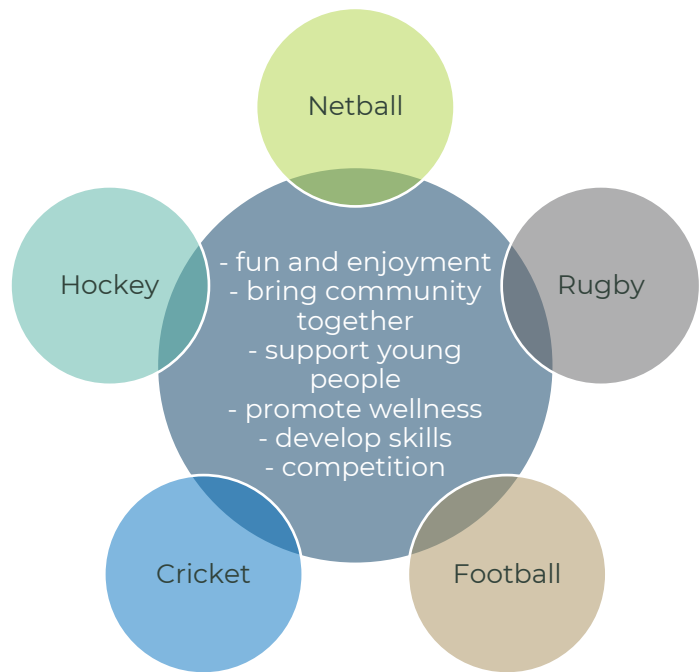 Netball
Hockey
- fun and enjoyment
- bring community
together
- support young
people
- promote wellness
- develop skills
- competition
Rugby
Cricket
Football